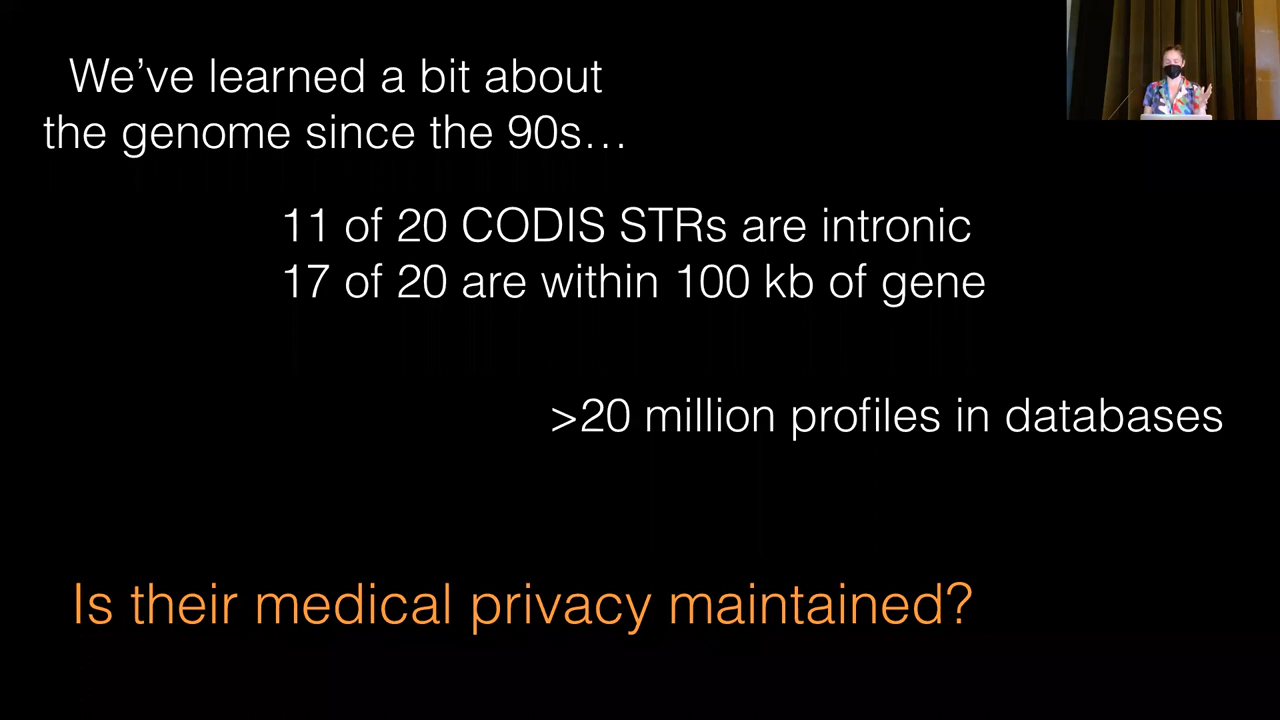 We’ve learned a bit about
the genome since the 90s…
11 of 20 CODIS STRs are intronic
17 of 20 are within 100 kb of gene
>20 million profiles in databases
Is their medical privacy maintained?